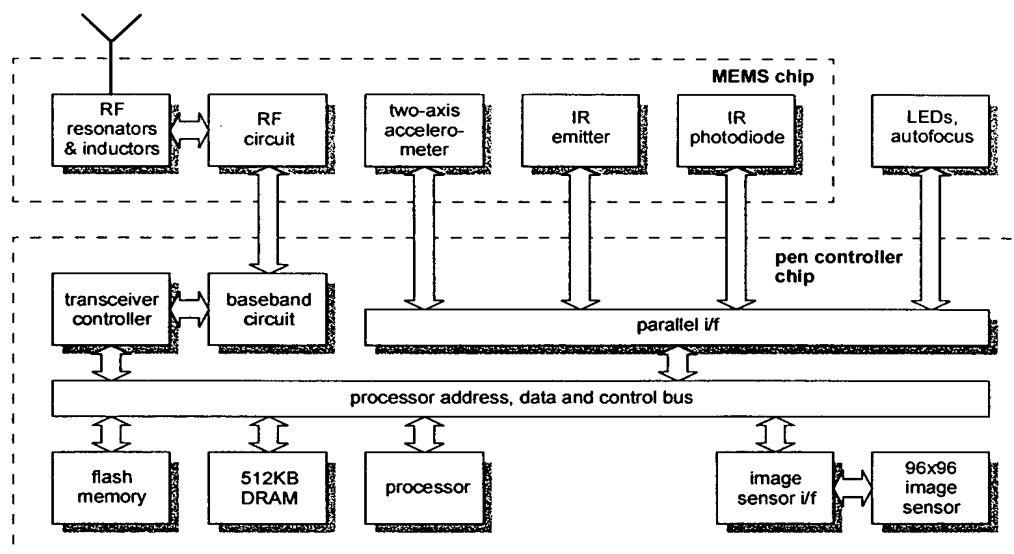 MEMS chip
RF
resonators
& inductors
RF
circuit
two-axis
accelero-
meter
IR
emitter
IR
photodiode
LEDs,
autofocus
pen controller
chip
transceiver
controller
baseband
circuit
parallel i/f
processor address, data and control bus
flash
memory
512KB
DRAM
processor
image
sensor i/f
96x96
image
sensor